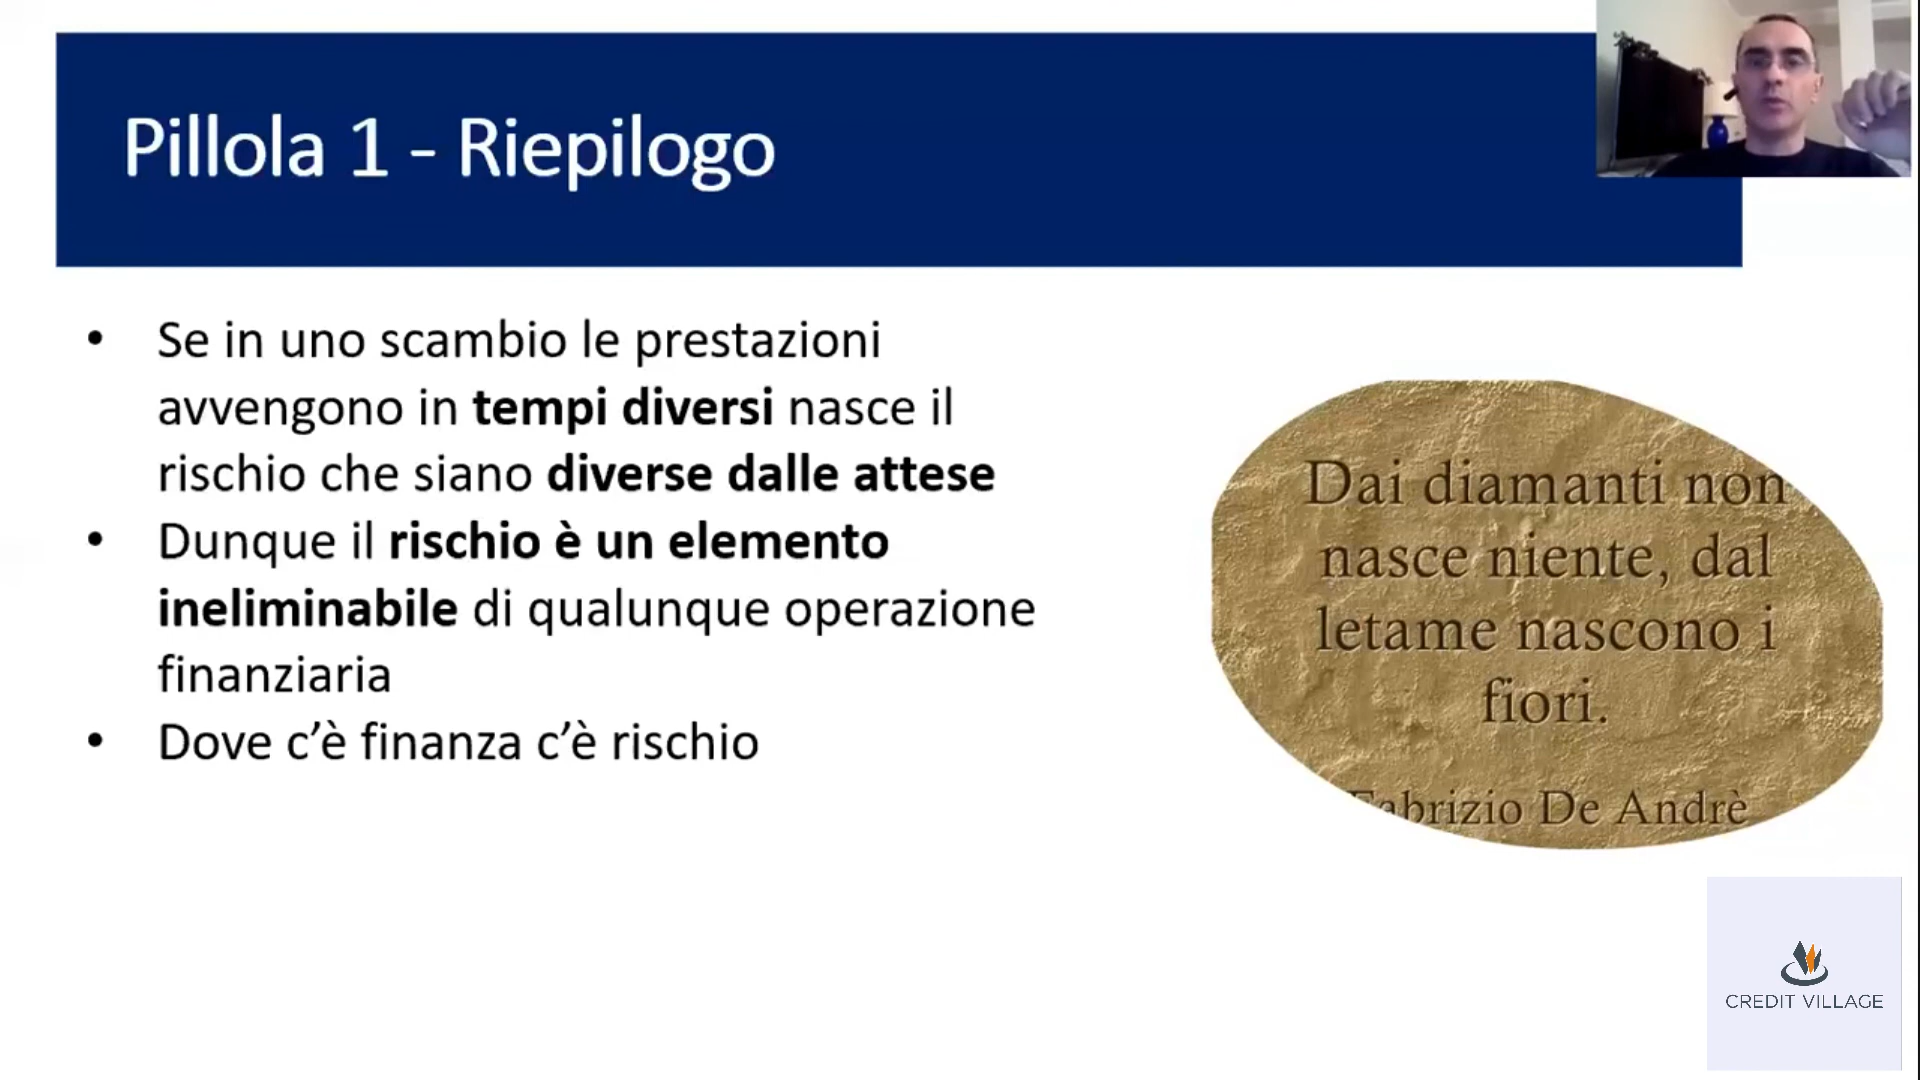 Pillola 1 - Riepilogo
• Se in uno scambio le prestazioni
avvengono in tempi diversi nasce il
rischio che siano diverse dalle attese
• Dunque il rischio è un elemento
ineliminabile di qualunque operazione
finanziaria
• Dove c’è finanza c’è rischio
Dai diamanti non
nasce niente, dal
letame nascono i
fiori.
Fabrizio De Andrè
CREDIT VILLAGE